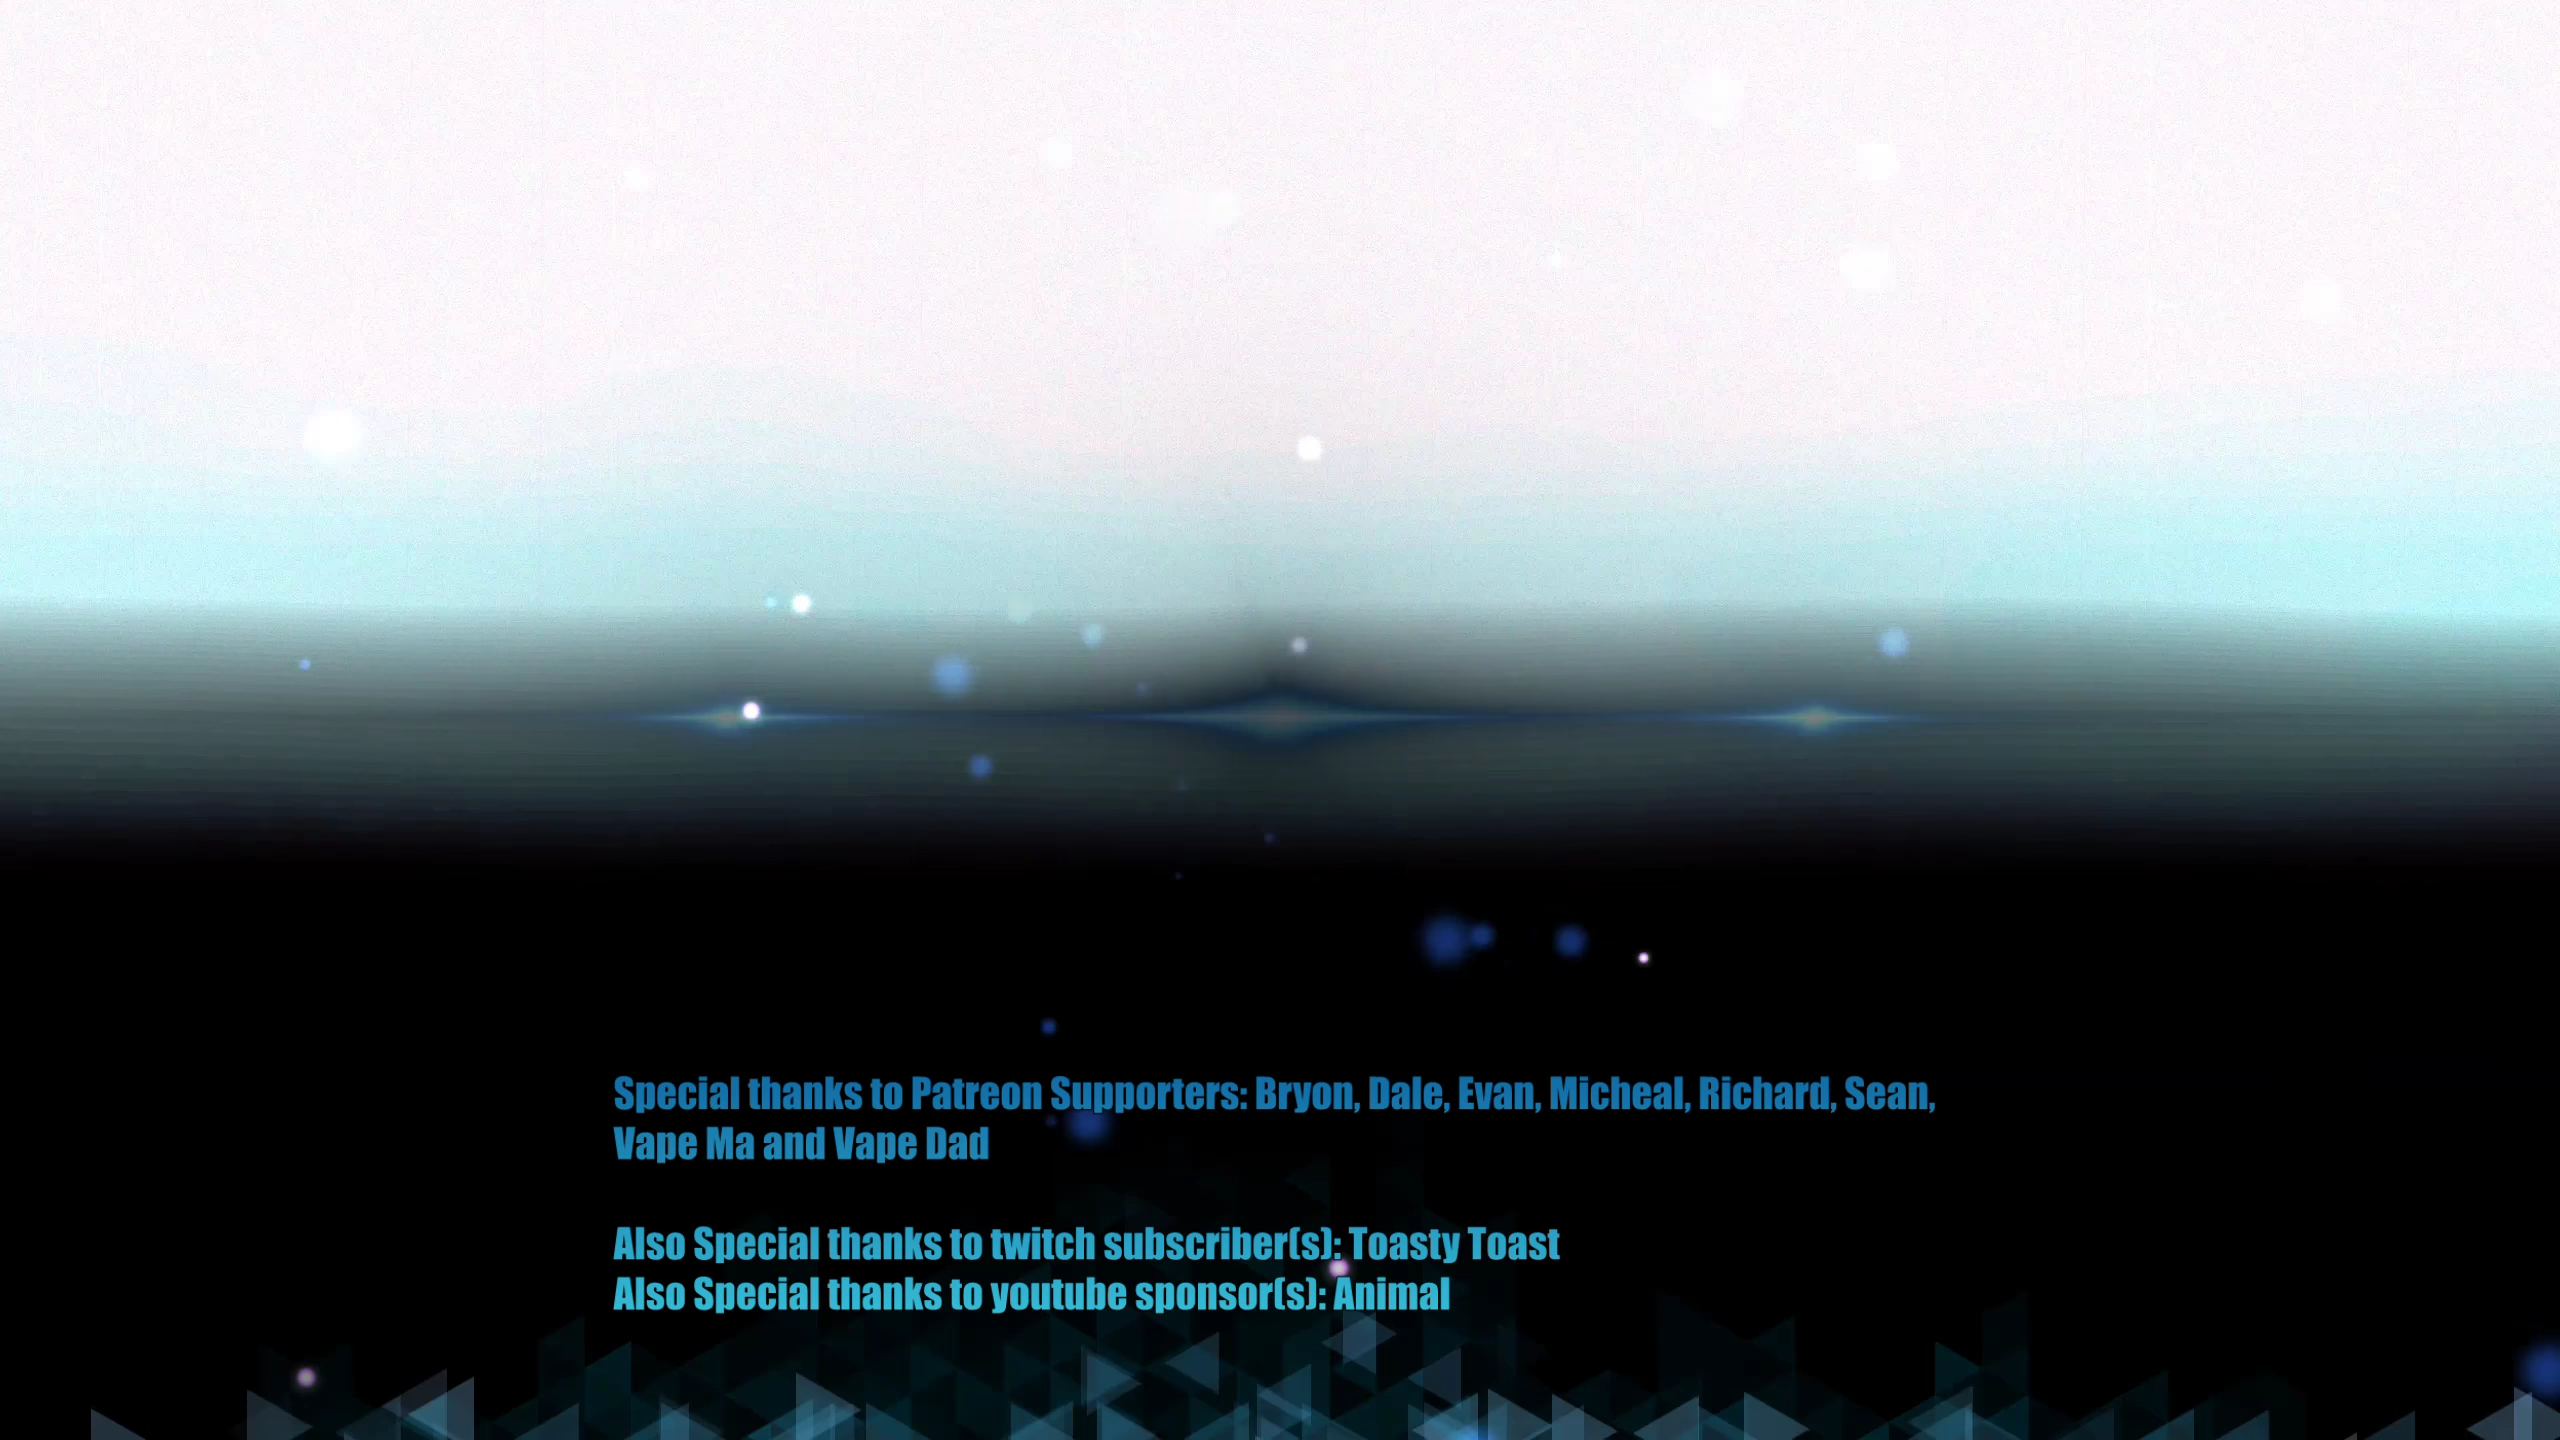 Special thanks to Patreon Supporters: Bryon, Dale, Evan, Micheal, Richard, Sean,
Vape Ma and Vape Dad
Also Special thanks to twitch subscriber(s): Toasty Toast
Also Special thanks to youtube sponsor(s): Animal